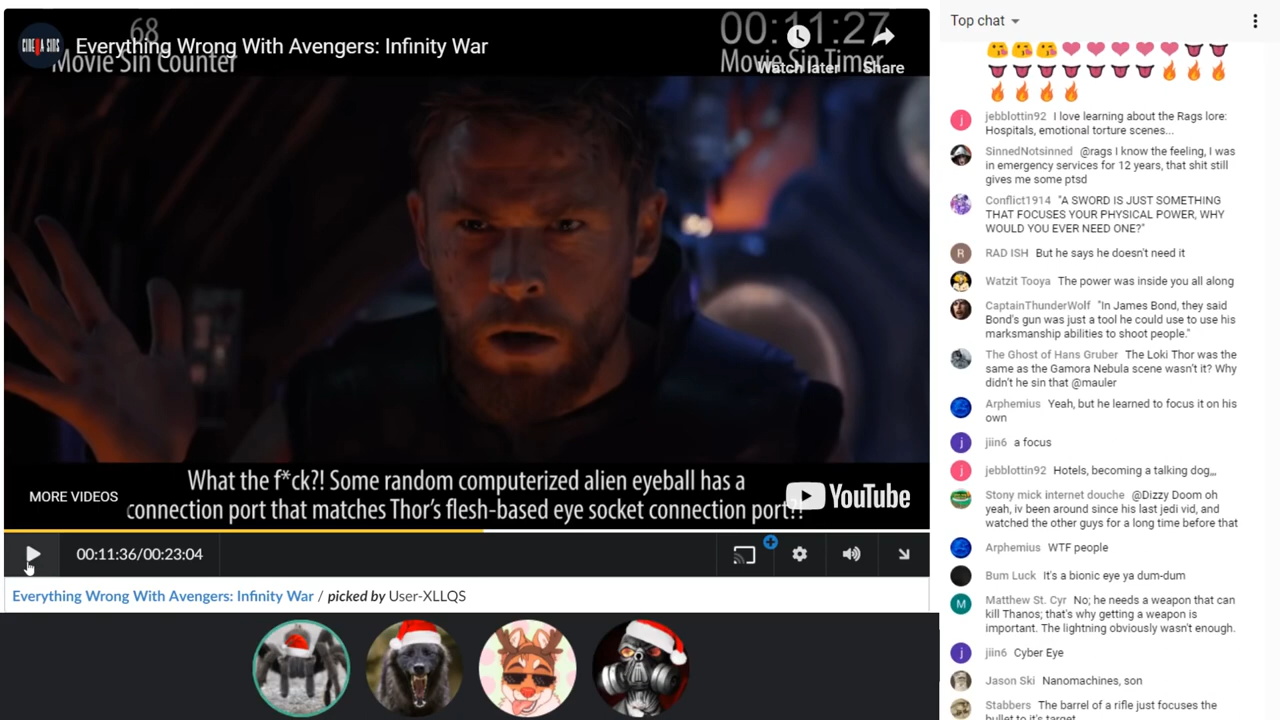 CINEMA SINS
68
Everything Wrong With Avengers: Infinity War
Movie Sin Counter
00:11:27
Movie Sin Timer
Watch later
Share
What the f*ck?! Some random computerized alien eyeball has a
connection port that matches Thor's flesh-based eye socket connection port?!
MORE VIDEOS
YouTube
00:11:36/00:23:04
Everything Wrong With Avengers: Infinity War / picked by User-XLLQS
Top chat
😘😘😘❤❤❤❤❤👅👅
👅👅👅👅👅👅👅🔥🔥🔥
🔥🔥🔥🔥
j
jebblottin92 I love learning about the Rags lore:
Hospitals, emotional torture scenes...
SinnedNotsinned @rags I know the feeling, I was
in emergency services for 12 years, that shit still
gives me some ptsd
Conflict1914 "A SWORD IS JUST SOMETHING
THAT FOCUSES YOUR PHYSICAL POWER, WHY
WOULD YOU EVER NEED ONE?"
R
RAD ISH But he says he doesn't need it
Watzit Tooya The power was inside you all along
CaptainThunderWolf "In James Bond, they said
Bond's gun was just a tool he could use to use his
marksmanship abilities to shoot people."
The Ghost of Hans Gruber The Loki Thor was the
same as the Gamora Nebula scene wasn't it? Why
didn't he sin that @mauler
Arphemius Yeah, but he learned to focus it on his
own
j
jiin6 a focus
j
jebblottin92 Hotels, becoming a talking dog,,,
Stony mick internet douche @Dizzy Doom oh
yeah, iv been around since his last jedi vid, and
watched the other guys for a long time before that
Arphemius WTF people
Bum Luck It's a bionic eye ya dum-dum
M
Matthew St. Cyr No; he needs a weapon that can
kill Thanos; that's why getting a weapon is
important. The lightning obviously wasn't enough.
j
jiin6 Cyber Eye
Jason Ski Nanomachines, son
Stabbers The barrel of a rifle just focuses the
bullet to it's target